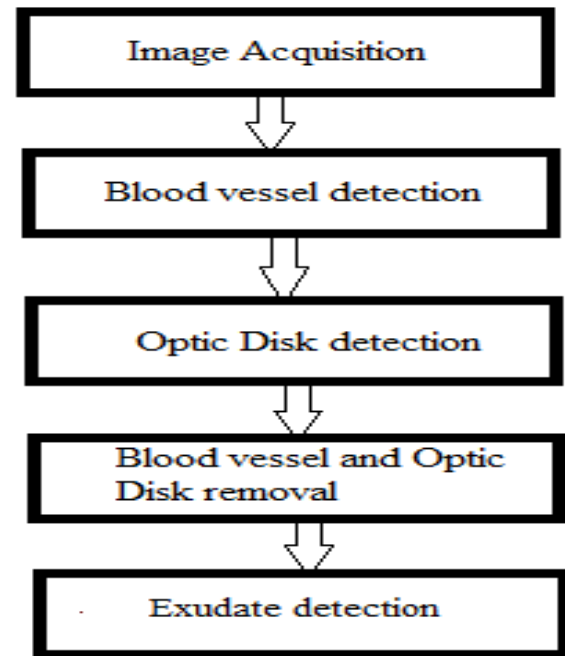 Image Acquisition
Blood vessel detection
Optic Disk detection
Blood vessel and Optic
Disk removal
Exudate detection